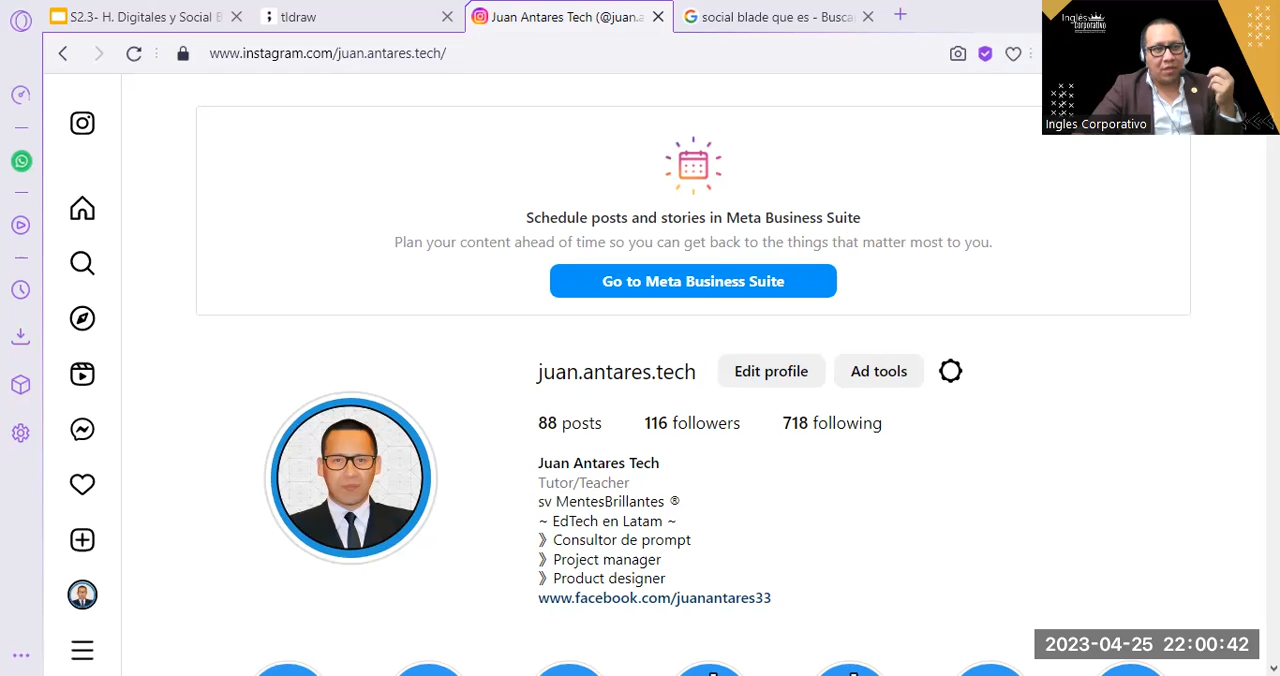 S2.3- H. Digitales y Social B
tldraw
Juan Antares Tech (@juan.a
social blade que es - Busca
www.instagram.com/juan.antares.tech/
Inglés
Corporativo
Ingles Corporativo
Schedule posts and stories in Meta Business Suite
Plan your content ahead of time so you can get back to the things that matter most to you.
Go to Meta Business Suite
juan.antares.tech
Edit profile
Ad tools
88 posts
116 followers
718 following
Juan Antares Tech
Tutor/Teacher
sv MentesBrillantes ®
~ EdTech en Latam ~
》Consultor de prompt
》Project manager
》Product designer
www.facebook.com/juanantares33
2023-04-25 22:00:42